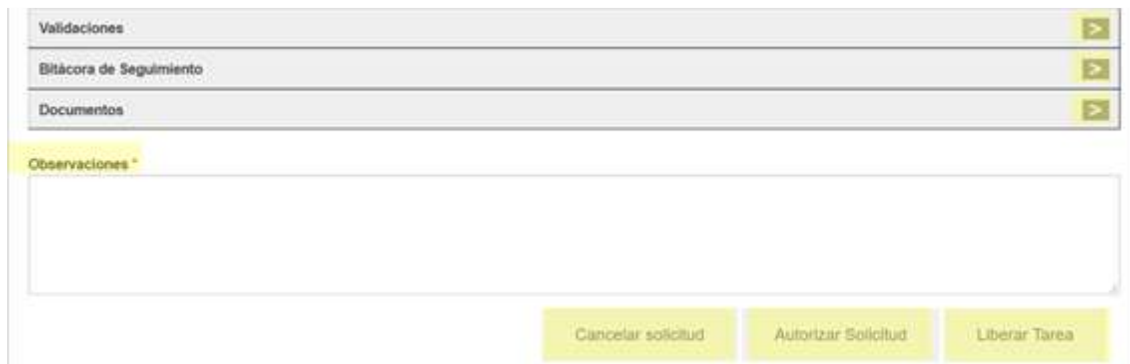 Validaciones >
Bitácora de Seguimiento >
Documentos >
Observaciones *
Cancelar solicitud Autorizar Solicitud Liberar Tarea